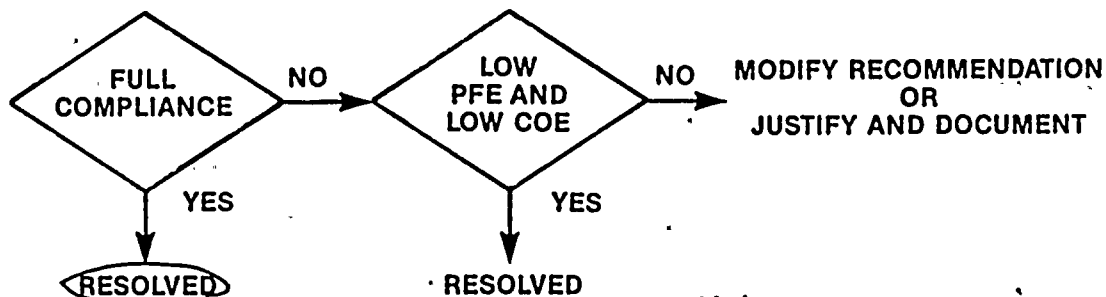 FULL
COMPLIANCE
NO
LOW
PFE AND
LOW COE
NO
MODIFY RECOMMENDATION
OR
JUSTIFY AND DOCUMENT
YES
YES
RESOLVED
RESOLVED